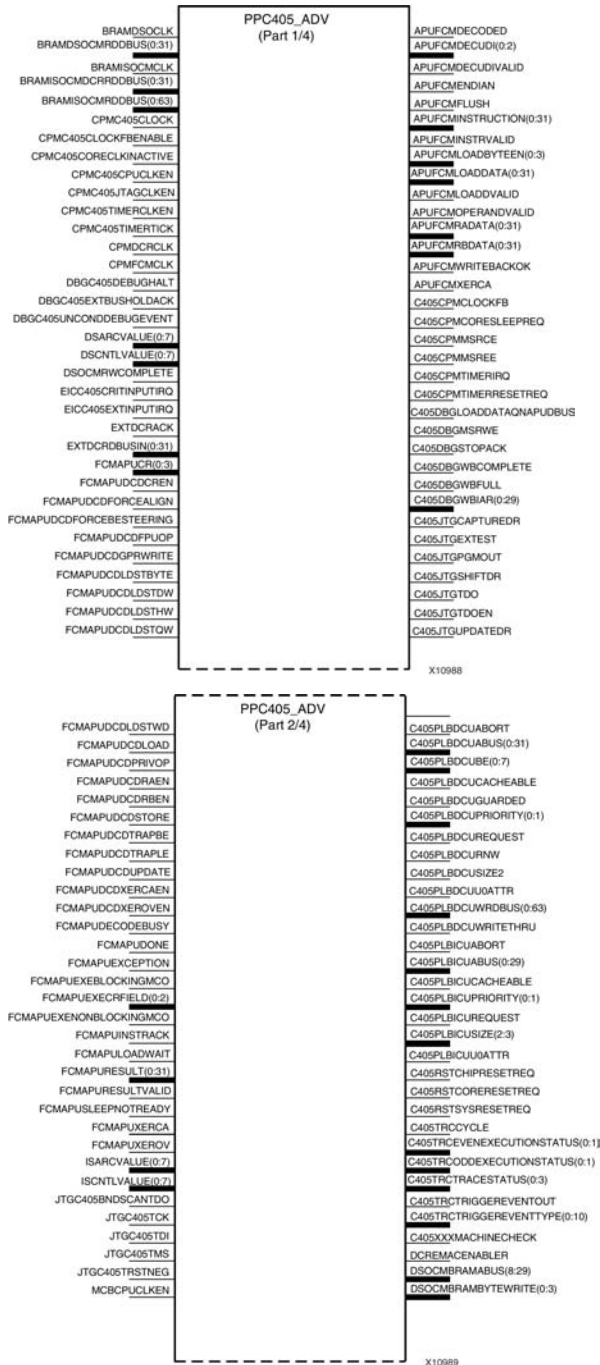 PPC405_ADV
(Part 1/4)
BRAMDSOCLK
BRAMDSOCMRDDBUS(0:31)
BRAMISOCMCLK
BRAMISOCMDCRRDDBUS(0:31)
BRAMISOCMRDDBUS(0:63)
CPMC405CLOCK
CPMC405CLOCKFBENABLE
CPMC405CORECLKINACTIVE
CPMC405CPUCLKEN
CPMC405JTAGCLKEN
CPMC405TIMERCLKEN
CPMC405TIMERTICK
CPMDCRCLK
CPMFCMCLK
DBGC405DEBUGHALT
DBGC405EXTBUSHOLDACK
DBGC405UNCONDDEBUGEVENT
DSARCVALUE(0:7)
DSCNTLVALUE(0:7)
DSOCMRWCOMPLETE
EICC405CRITINPUTIRQ
EICC405EXTINPUTIRQ
EXTDCRACK
EXTDCRDBUSIN(0:31)
FCMAPUCR(0:3)
FCMAPUDCDCREN
FCMAPUDCDFORCEALIGN
FCMAPUDCDFORCEBESTEERING
FCMAPUDCDFPUOP
FCMAPUDCDGPRWRITE
FCMAPUDCDLDSTBYTE
FCMAPUDCDLDSTDW
FCMAPUDCDLDSTHW
FCMAPUDCDLDSTQW
APUFCMDECODED
APUFCMDECUDI(0:2)
APUFCMDECUDIVALID
APUFCMENDIAN
APUFCMFLUSH
APUFCMINSTRUCTION(0:31)
APUFCMINSTRVALID
APUFCMLOADBYTEEN(0:3)
APUFCMLOADDATA(0:31)
APUFCMLOADDVALID
APUFCMOPERANDVALID
APUFCMRADATA(0:31)
APUFCMRBDATA(0:31)
APUFCMWRITEBACKOK
APUFCMXERCA
C405CPMCLOCKFB
C405CPMCORESLEEPREQ
C405CPMMSRCE
C405CPMMSREE
C405CPMTIMERIRQ
C405CPMTIMERRESETREQ
C405DBGLOADDATAQNAPUDBUS
C405DBGMSRWE
C405DBGSTOPACK
C405DBGWBCOMPLETE
C405DBGWBFULL
C405DBGWBIAR(0:29)
C405JTGCAPTUREDR
C405JTGEXTEST
C405JTGPGMOUT
C405JTGSHIFTDR
C405JTGTDO
C405JTGTDOEN
C405JTGUPDATEDR
X10988
PPC405_ADV
(Part 2/4)
FCMAPUDCDLDSTWD
FCMAPUDCDLOAD
FCMAPUDCDPRIVOP
FCMAPUDCDRAEN
FCMAPUDCDRBEN
FCMAPUDCDSTORE
FCMAPUDCDTRAPBE
FCMAPUDCDTRAPLE
FCMAPUDCDUPDATE
FCMAPUDCDXERCAEN
FCMAPUDCDXEROVEN
FCMAPUDECODEBUSY
FCMAPUDONE
FCMAPUEXCEPTION
FCMAPUEXEBLOCKINGMCO
FCMAPUEXECRFIELD(0:2)
FCMAPUEXENONBLOCKINGMCO
FCMAPUINSTRACK
FCMAPULOADWAIT
FCMAPURESULT(0:31)
FCMAPURESULTVALID
FCMAPUSLEEPNOTREADY
FCMAPUXERCA
FCMAPUXEROV
ISARCVALUE(0:7)
ISCNTLVALUE(0:7)
JTGC405BNDSCANTDO
JTGC405TCK
JTGC405TDI
JTGC405TMS
JTGC405TRSTNEG
MCBCPUCLKEN
C405PLBDCUABORT
C405PLBDCUABUS(0:31)
C405PLBDCUBE(0:7)
C405PLBDCUCACHEABLE
C405PLBDCUGUARDED
C405PLBDCUPRIORITY(0:1)
C405PLBDCUREQUEST
C405PLBDCURNW
C405PLBDCUSIZE2
C405PLBDCUU0ATTR
C405PLBDCUWRDBUS(0:63)
C405PLBDCUWRITETHRU
C405PLBICUABORT
C405PLBICUABUS(0:29)
C405PLBICUCACHEABLE
C405PLBICUPRIORITY(0:1)
C405PLBICUREQUEST
C405PLBICUSIZE(2:3)
C405PLBICUU0ATTR
C405RSTCHIPRESETREQ
C405RSTCORERESETREQ
C405RSTSYSRESETREQ
C405TRCCYCLE
C405TRCEVENEXECUTIONSTATUS(0:1]
C405TRCODDEXECUTIONSTATUS(0:1)
C405TRCTRACESTATUS(0:3)
C405TRCTRIGGEREVENTOUT
C405TRCTRIGGEREVENTTYPE(0:10)
C405XXXMACHINECHECK
DCREMACENABLER
DSOCMBRAMABUS(8:29)
DSOCMBRAMBYTEWRITE(0:3)
X10989